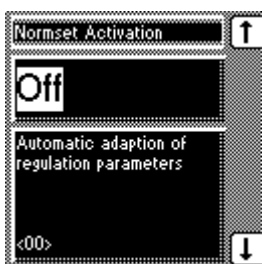 Normset Activation
Off
Automatic adaption of
regulation parameters
<00>